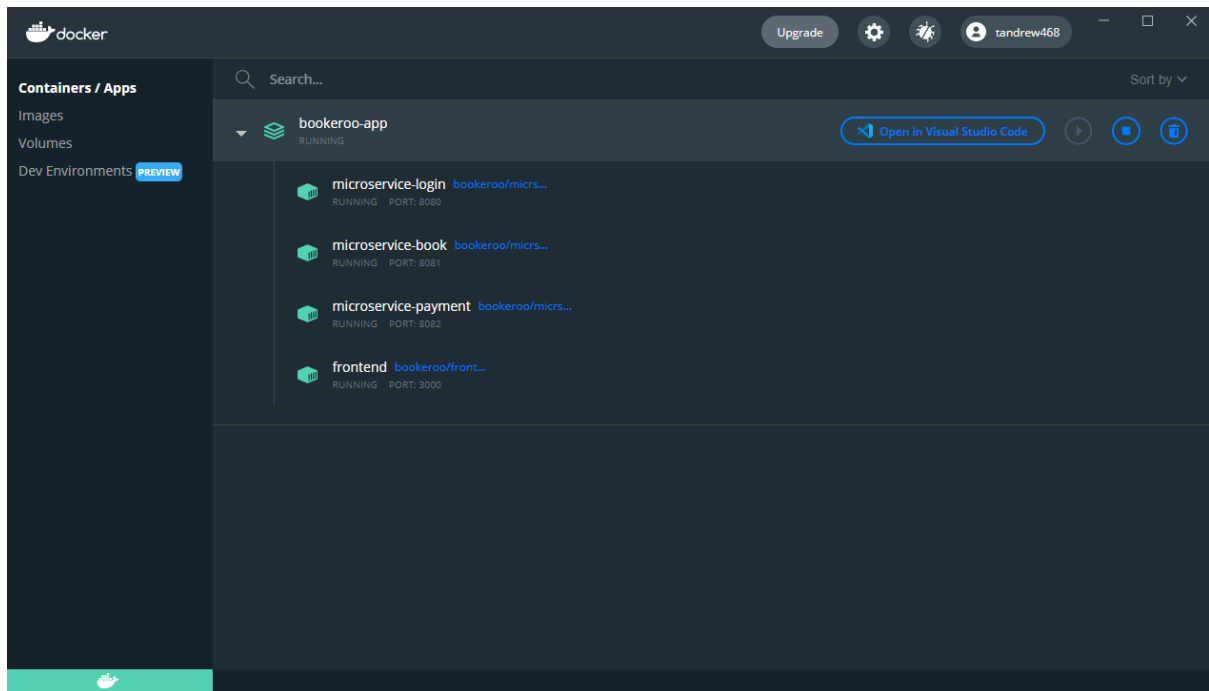 docker
Upgrade
tandrew468
Containers / Apps
Images
Volumes
Dev Environments PREVIEW
Search...
Sort by
bookeroo-app
RUNNING
Open in Visual Studio Code
microservice-login bookeroo/micrs...
RUNNING PORT: 8080
microservice-book bookeroo/micrs...
RUNNING PORT: 8081
microservice-payment bookeroo/micrs...
RUNNING PORT: 8082
frontend bookeroo/front...
RUNNING PORT: 3000